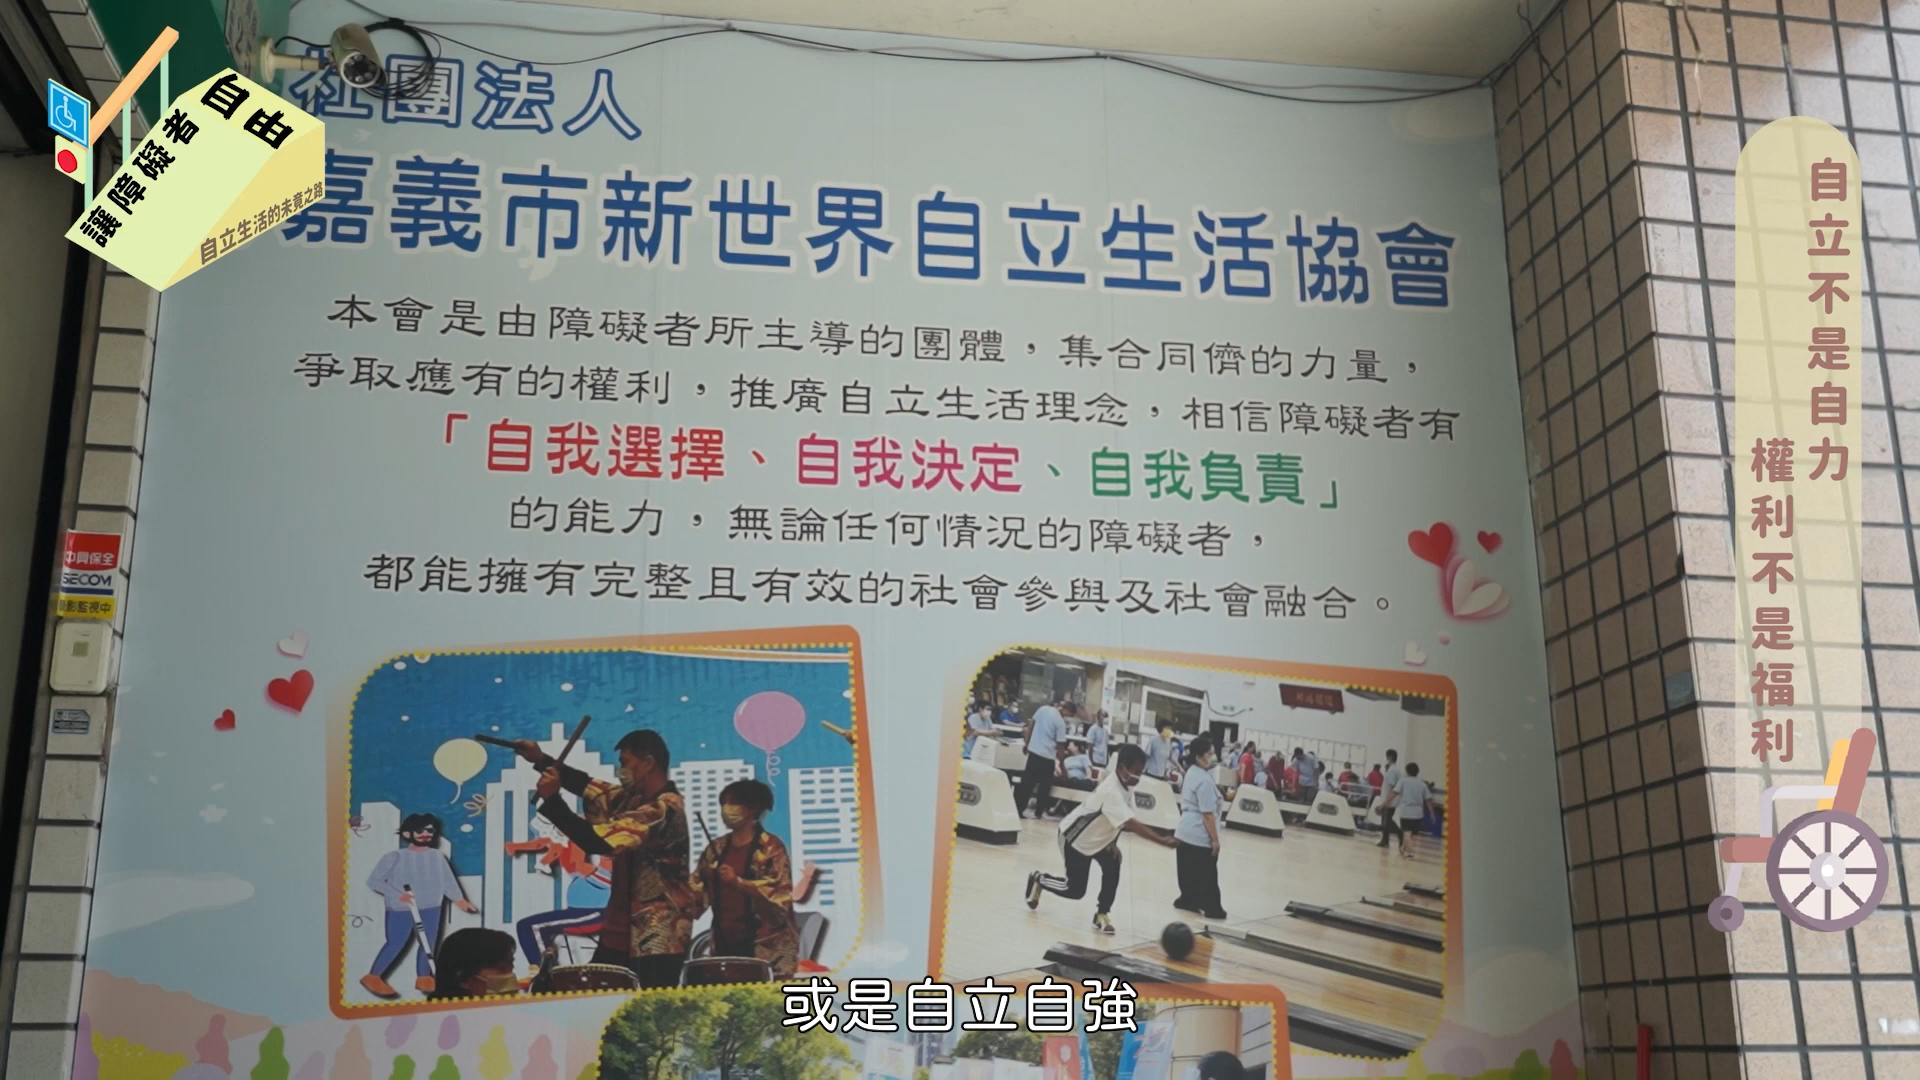 讓障礙者
自由
自立生活的未竟之路
社團法人
嘉義市新世界自立生活協會
本會是由障礙者所主導的團體，集合同儕的力量，
爭取應有的權利，推廣自立生活理念，相信障礙者有
「自我選擇、自我決定、自我負責」
的能力，無論任何情況的障礙者，
都能擁有完整且有效的社會參與及社會融合。
自立不是自力
權利不是福利
中興保全
SECOM
錄影監視中
或是自立自強